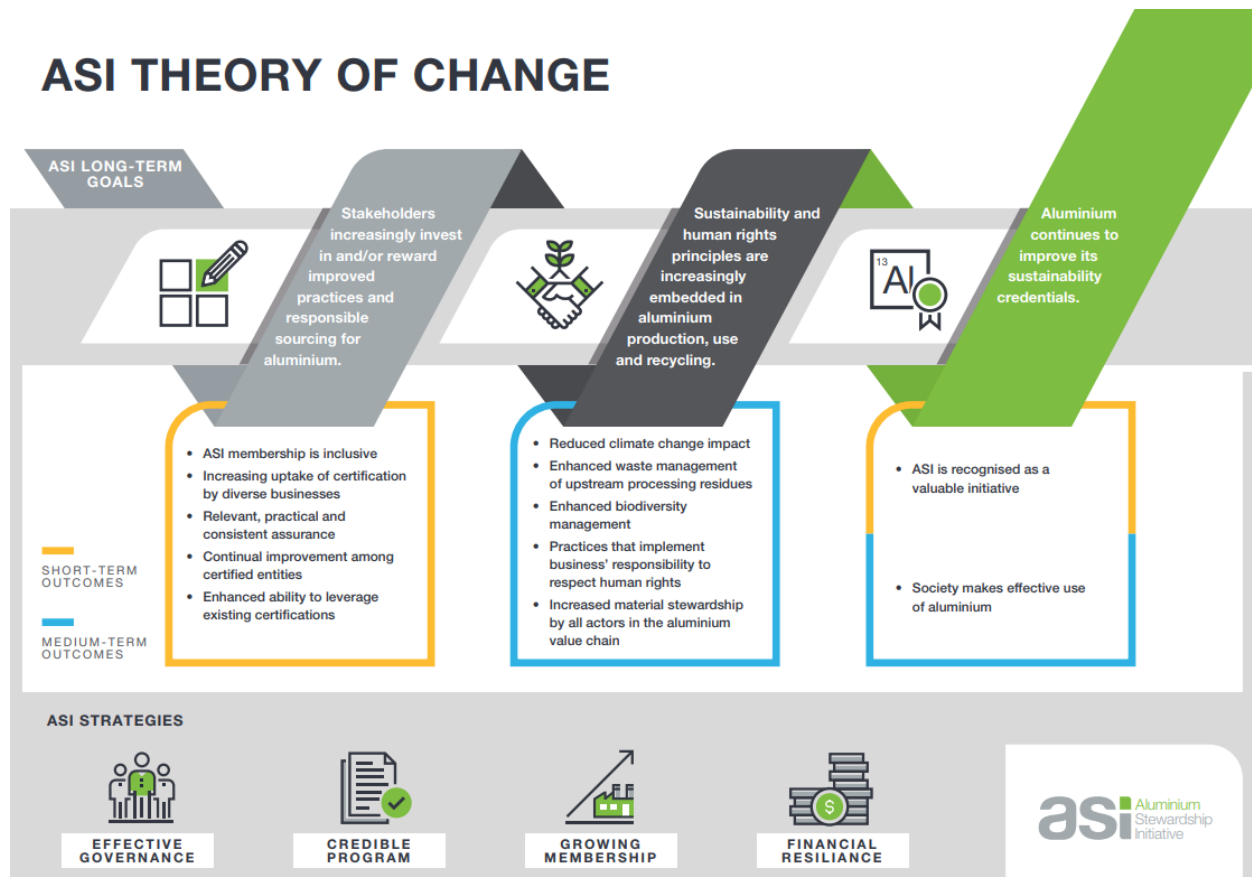 ASI THEORY OF CHANGE
ASI LONG-TERM
GOALS
Stakeholders
increasingly invest
in and/or reward
improved
practices and
responsible
sourcing for
aluminium.
Sustainability and
human rights
principles are
increasingly
embedded in
aluminium
production, use
and recycling.
13
Al
Aluminium
continues to
improve its
sustainability
credentials.
SHORT-TERM
OUTCOMES
MEDIUM-TERM
OUTCOMES
• ASI membership is inclusive
• Increasing uptake of certification
by diverse businesses
• Relevant, practical and
consistent assurance
• Continual improvement among
certified entities
• Enhanced ability to leverage
existing certifications
• Reduced climate change impact
• Enhanced waste management
of upstream processing residues
• Enhanced biodiversity
management
• Practices that implement
business' responsibility to
respect human rights
• Increased material stewardship
by all actors in the aluminium
value chain
• ASI is recognised as a
valuable initiative
• Society makes effective use
of aluminium
ASI STRATEGIES
EFFECTIVE
GOVERNANCE
CREDIBLE
PROGRAM
GROWING
MEMBERSHIP
$
FINANCIAL
RESILIANCE
asi
Aluminium
Stewardship
Initiative